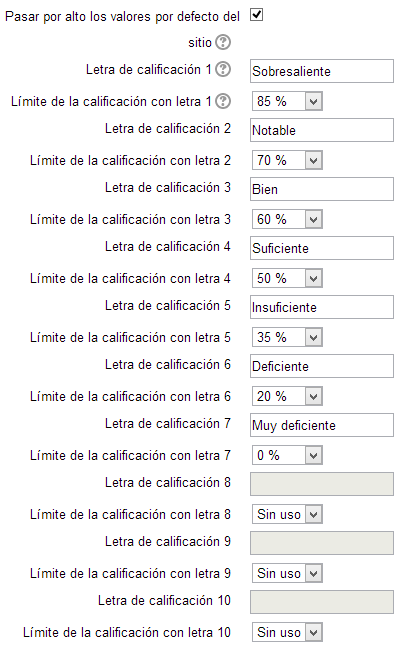 Pasar por alto los valores por defecto del
sitio ?
Letra de calificación 1 ? Sobresaliente
Límite de la calificación con letra 1 ? 85 %
Letra de calificación 2 Notable
Límite de la calificación con letra 2 70 %
Letra de calificación 3 Bien
Límite de la calificación con letra 3 60 %
Letra de calificación 4 Suficiente
Límite de la calificación con letra 4 50 %
Letra de calificación 5 Insuficiente
Límite de la calificación con letra 5 35 %
Letra de calificación 6 Deficiente
Límite de la calificación con letra 6 20 %
Letra de calificación 7 Muy deficiente
Límite de la calificación con letra 7 0 %
Letra de calificación 8
Límite de la calificación con letra 8 Sin uso
Letra de calificación 9
Límite de la calificación con letra 9 Sin uso
Letra de calificación 10
Límite de la calificación con letra 10 Sin uso